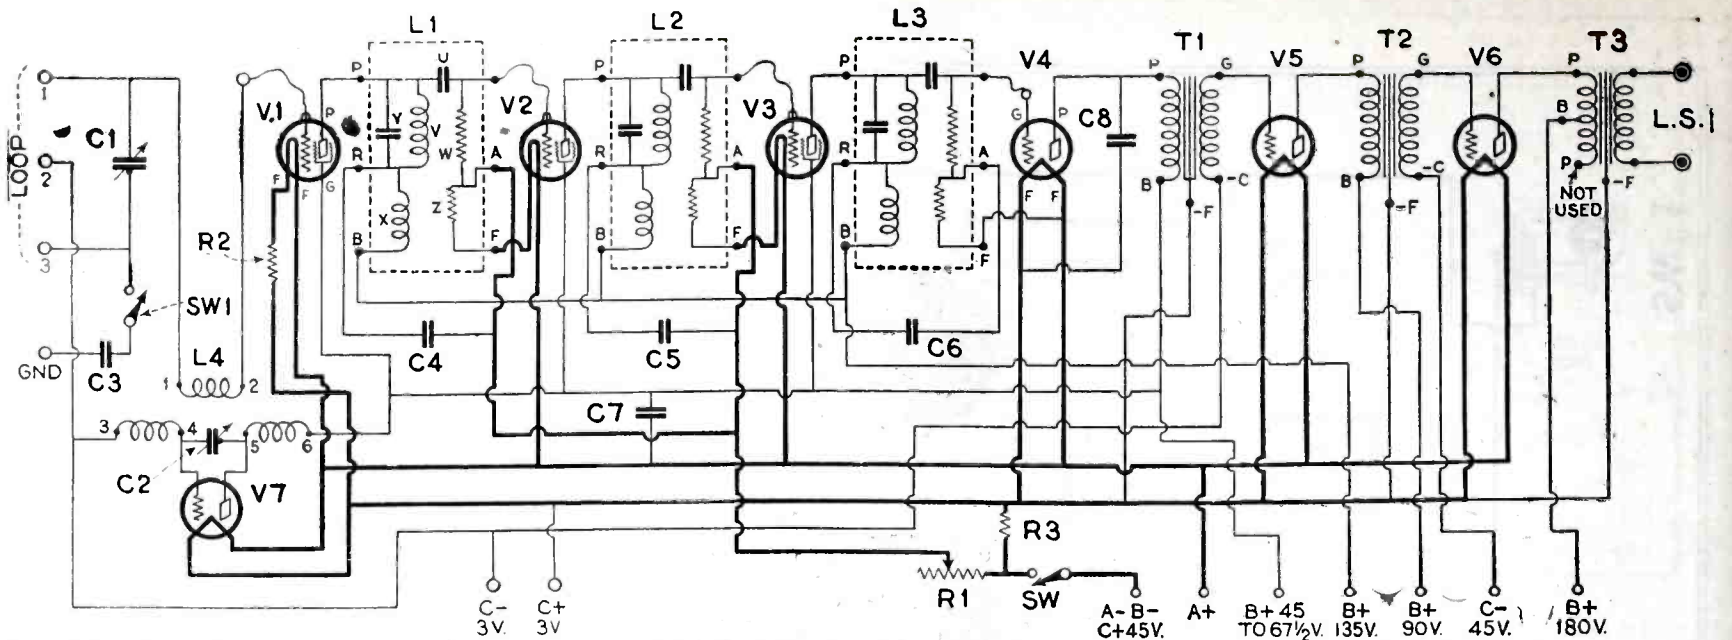 L1
L2
L3
T1
T2
T3
V4
V5
V6
V.1
V2
V3
C1
C8
L.S.1
LOOP
1
2
3
P
U
Y
V
W
X
Z
R
A
B
F
P
G
F
F
P
R
A
B
F
P
R
A
B
F
G
P
F
F
P
G
B
-C
-F
P
G
B
-C
-F
P
B
P
NOT
USED
-F
R2
SW1
GND
C3
L4
1
2
C4
C5
C6
C7
3
4
5
6
C2
V7
R3
R1
SW
C-
3V.
C+
3V
A- B-
C+45V.
A+
B+45
TO 67½V.
B+
135V.
B+
90V.
C-
45V.
B+
180V.